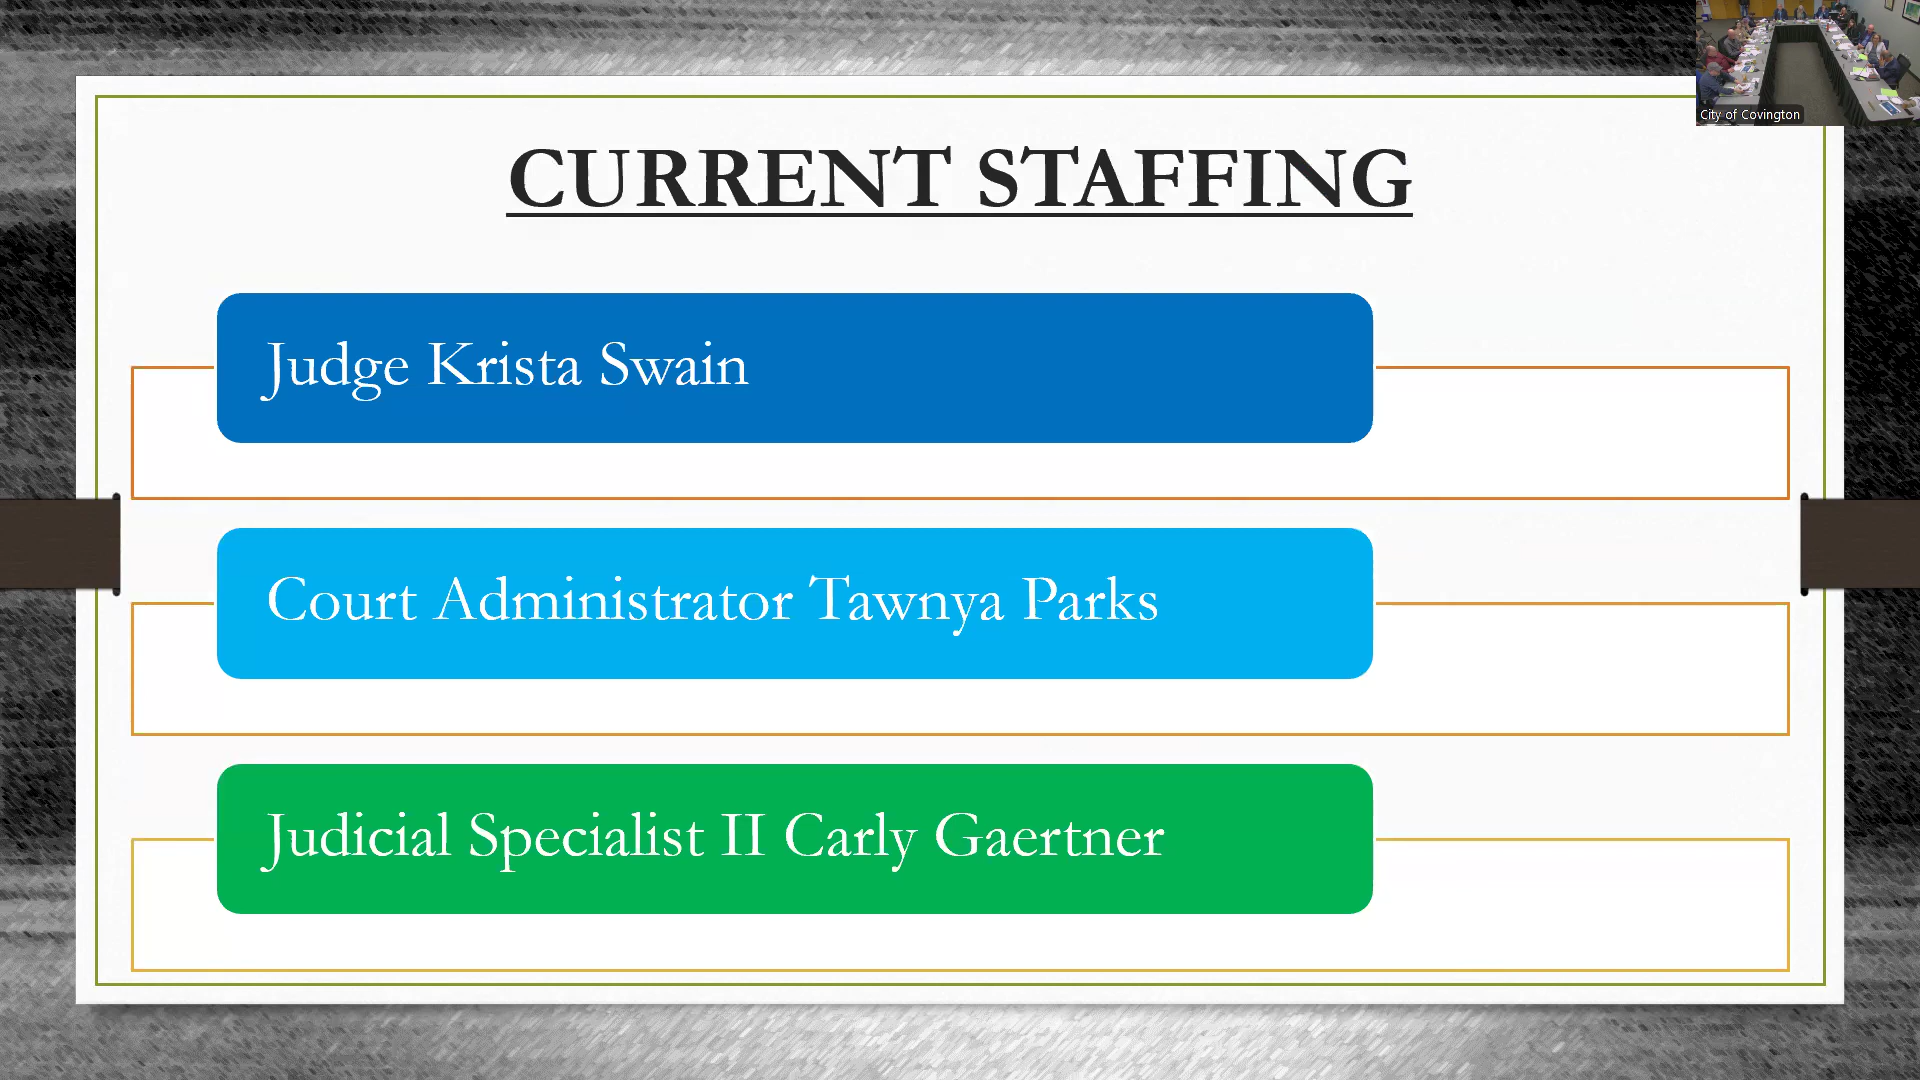 City of Covington
CURRENT STAFFING
Judge Krista Swain
Court Administrator Tawnya Parks
Judicial Specialist II Carly Gaertner